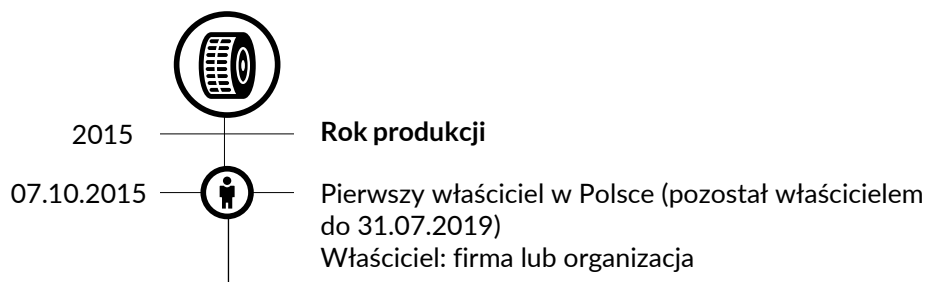 2015
Rok produkcji
07.10.2015
Pierwszy właściciel w Polsce (pozostał właścicielem
do 31.07.2019)
Właściciel: firma lub organizacja